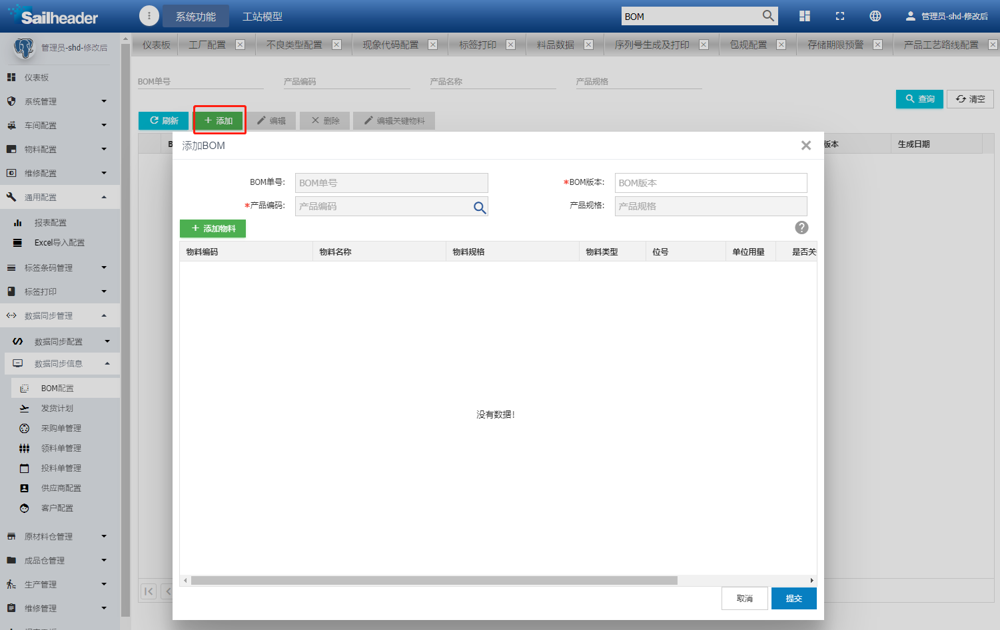 Sailheader
系统功能
工站模型
BOM
管理员-shd-修改后
管理员-shd-修改后
仪表板
工厂配置
不良类型配置
现象代码配置
标签打印
料品数据
序列号生成及打印
包规配置
存储期限预警
产品工艺路线配置
仪表板
系统管理
车间配置
物料配置
维修配置
通用配置
报表配置
Excel导入配置
标签条码管理
标签打印
数据同步管理
数据同步配置
数据同步信息
BOM配置
发货计划
采购单管理
领料单管理
投料单管理
供应商配置
客户配置
原材料仓管理
成品仓管理
生产管理
维修管理
BOM单号
产品编码
产品名称
产品规格
查询
清空
刷新
添加
编辑
删除
编辑关键物料
版本
生成日期
添加BOM
BOM单号:
BOM单号
*BOM版本:
BOM版本
*产品编码:
产品编码
产品规格:
产品规格
添加物料
物料编码
物料名称
物料规格
物料类型
位号
单位用量
是否关
没有数据!
取消
提交